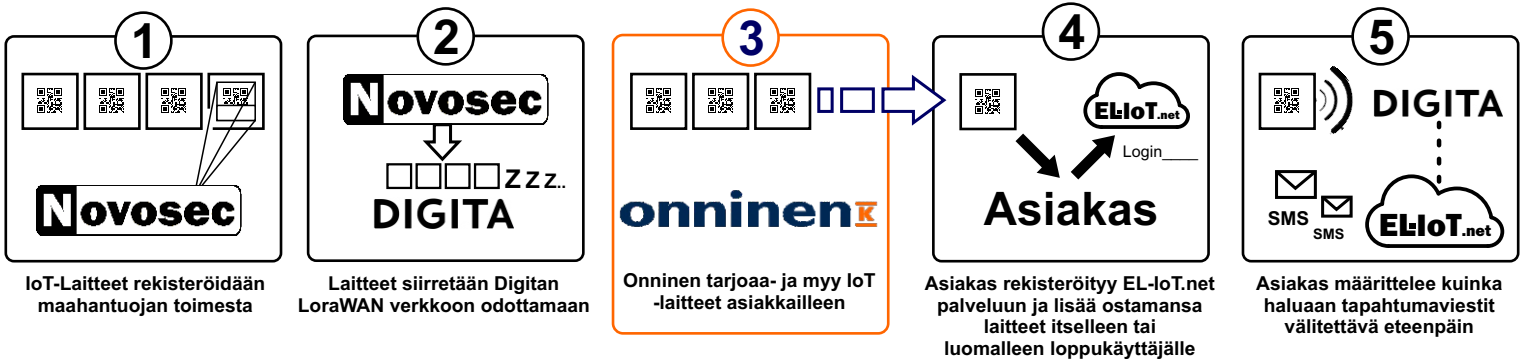 1
Novosec
IoT-Laitteet rekisteröidään
maahantuojan toimesta
2
Novosec
ZZZ..
DIGITA
Laitteet siirretään Digitan
LoraWAN verkkoon odottamaan
3
onninen K
Onninen tarjoaa- ja myy IoT
-laitteet asiakkailleen
4
EL-IoT.net
Login____
Asiakas
Asiakas rekisteröityy EL-IoT.net
palveluun ja lisää ostamansa
laitteet itselleen tai
luomalleen loppukäyttäjälle
5
DIGITA
SMS
SMS
EL-IoT.net
Asiakas määrittelee kuinka
haluaan tapahtumaviestit
välitettävä eteenpäin